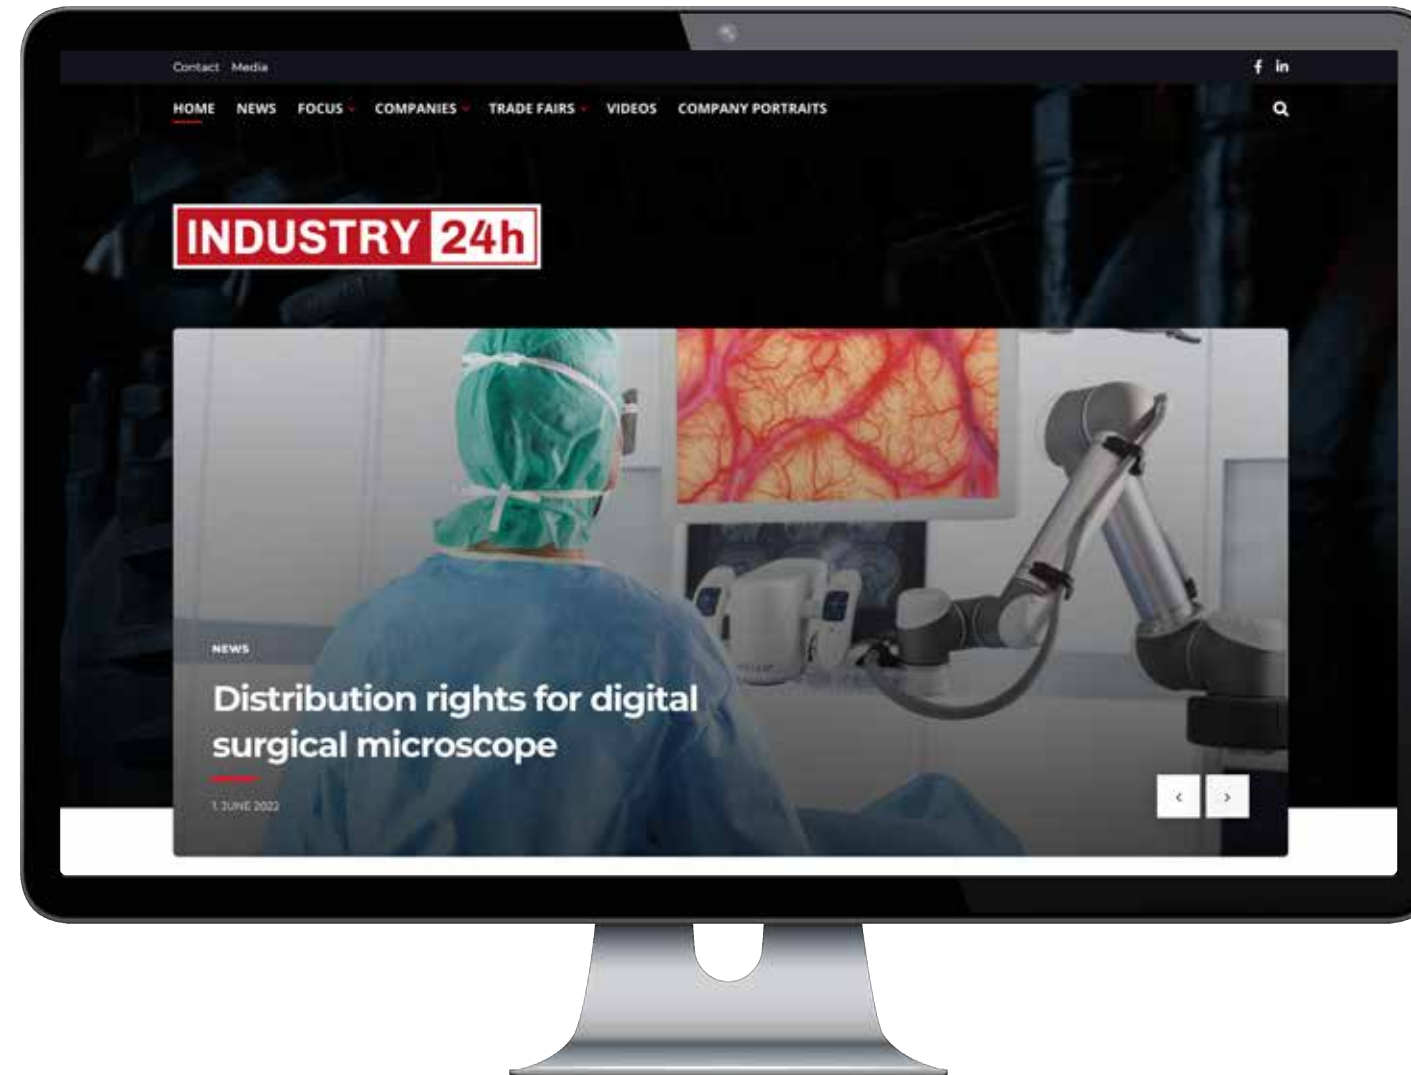 Contact Media
f in
HOME NEWS FOCUS COMPANIES TRADE FAIRS VIDEOS COMPANY PORTRAITS
INDUSTRY 24h
NEWS
Distribution rights for digital
surgical microscope
1. JUNE 2022